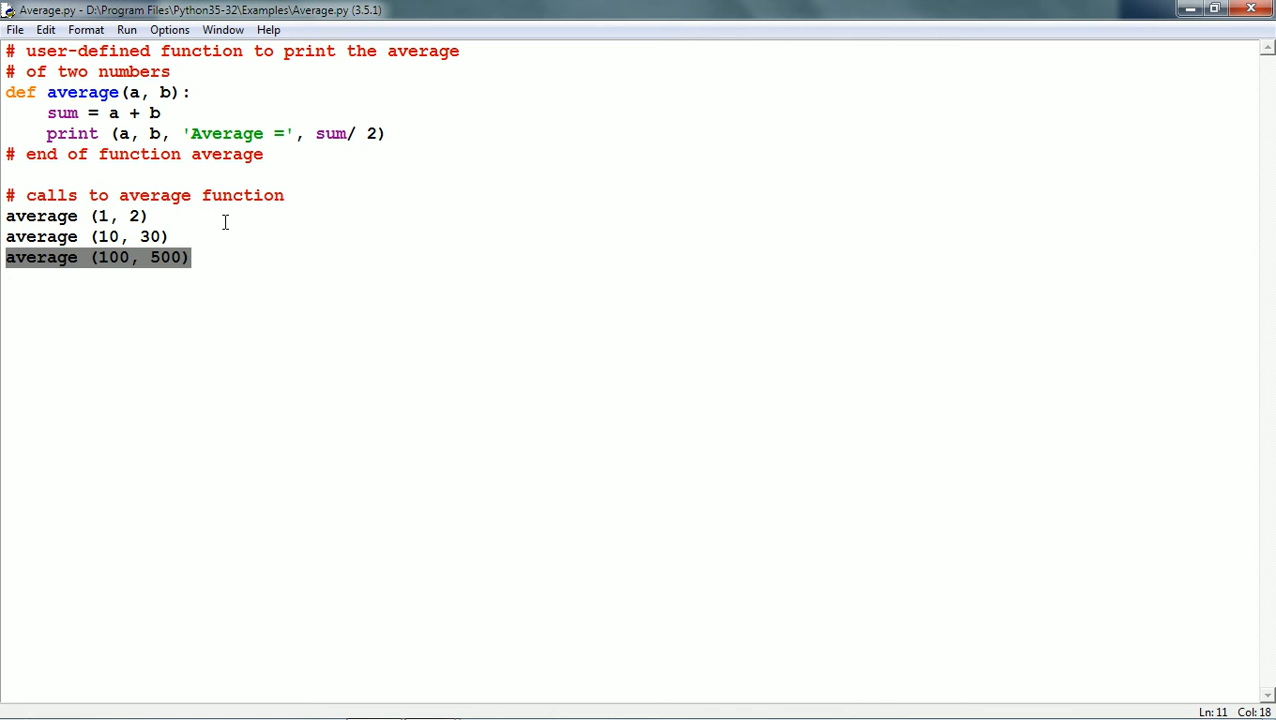 Average.py - D:\Program Files\Python35-32\Examples\Average.py (3.5.1)
File Edit Format Run Options Window Help
# user-defined function to print the average
# of two numbers
def average(a, b):
    sum = a + b
    print (a, b, 'Average =', sum/ 2)
# end of function average
# calls to average function
average (1, 2)
average (10, 30)
average (100, 500)
Ln: 11 Col: 18